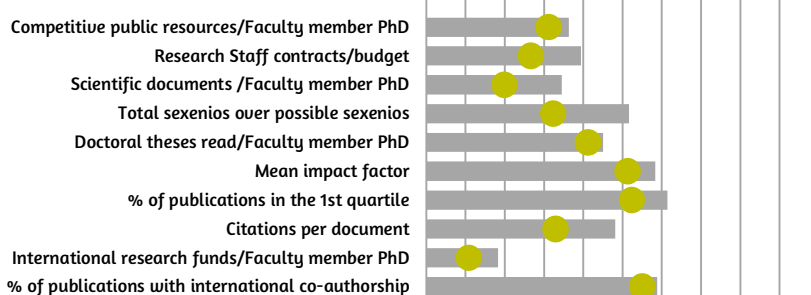 Competitive public resources/Faculty member PhD
Research Staff contracts/budget
Scientific documents /Faculty member PhD
Total sexenios over possible sexenios
Doctoral theses read/Faculty member PhD
Mean impact factor
% of publications in the 1st quartile
Citations per document
International research funds/Faculty member PhD
% of publications with international co-authorship